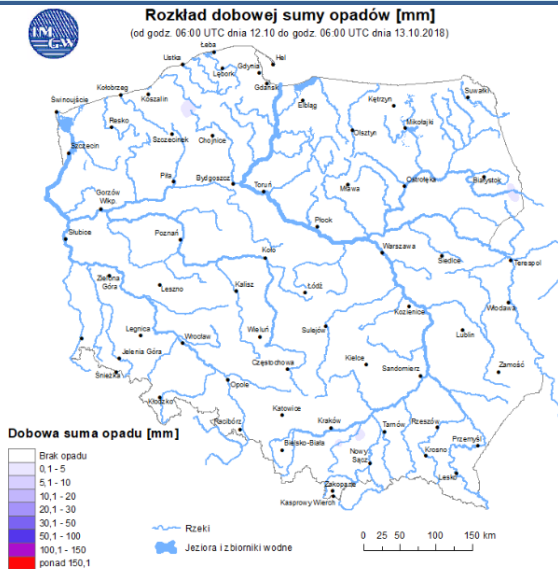 Rozkład dobowej sumy opadów [mm]
(od godz. 06:00 UTC dnia 12.10 do godz. 06:00 UTC dnia 13.10.2018)
IM
G-W
Łeba
Hel
Ustka
Gdynia
Lębork
Gdańsk
Suwałki
Kołobrzeg
Koszalin
Elbląg
Kętrzyn
Świnoujście
Resko
Szczecinek
Chojnice
Olsztyn
Mikołajki
Szczecin
Piła
Bydgoszcz
Toruń
Mława
Ostrołęka
Białystok
Gorzów
Wlkp.
Płock
Słubice
Poznań
Koło
Warszawa
Siedlce
Terespol
Zielona
Góra
Leszno
Kalisz
Łódź
Kozienice
Włodawa
Legnica
Wrocław
Wieluń
Sulejów
Lublin
Jelenia Góra
Śnieżka
Częstochowa
Kielce
Sandomierz
Zamość
Opole
Kłodzko
Racibórz
Katowice
Kraków
Tarnów
Rzeszów
Bielsko-Biała
Nowy
Sącz
Krosno
Przemyśl
Lesko
Zakopane
Kasprowy Wierch
Dobowa suma opadu [mm]
Brak opadu
0,1 - 5
5,1 - 10
10,1 - 20
20,1 - 30
30,1 - 50
50,1 - 100
100,1 - 150
ponad 150,1
Rzeki
Jeziora i zbiorniki wodne
0 25 50 100 150 km